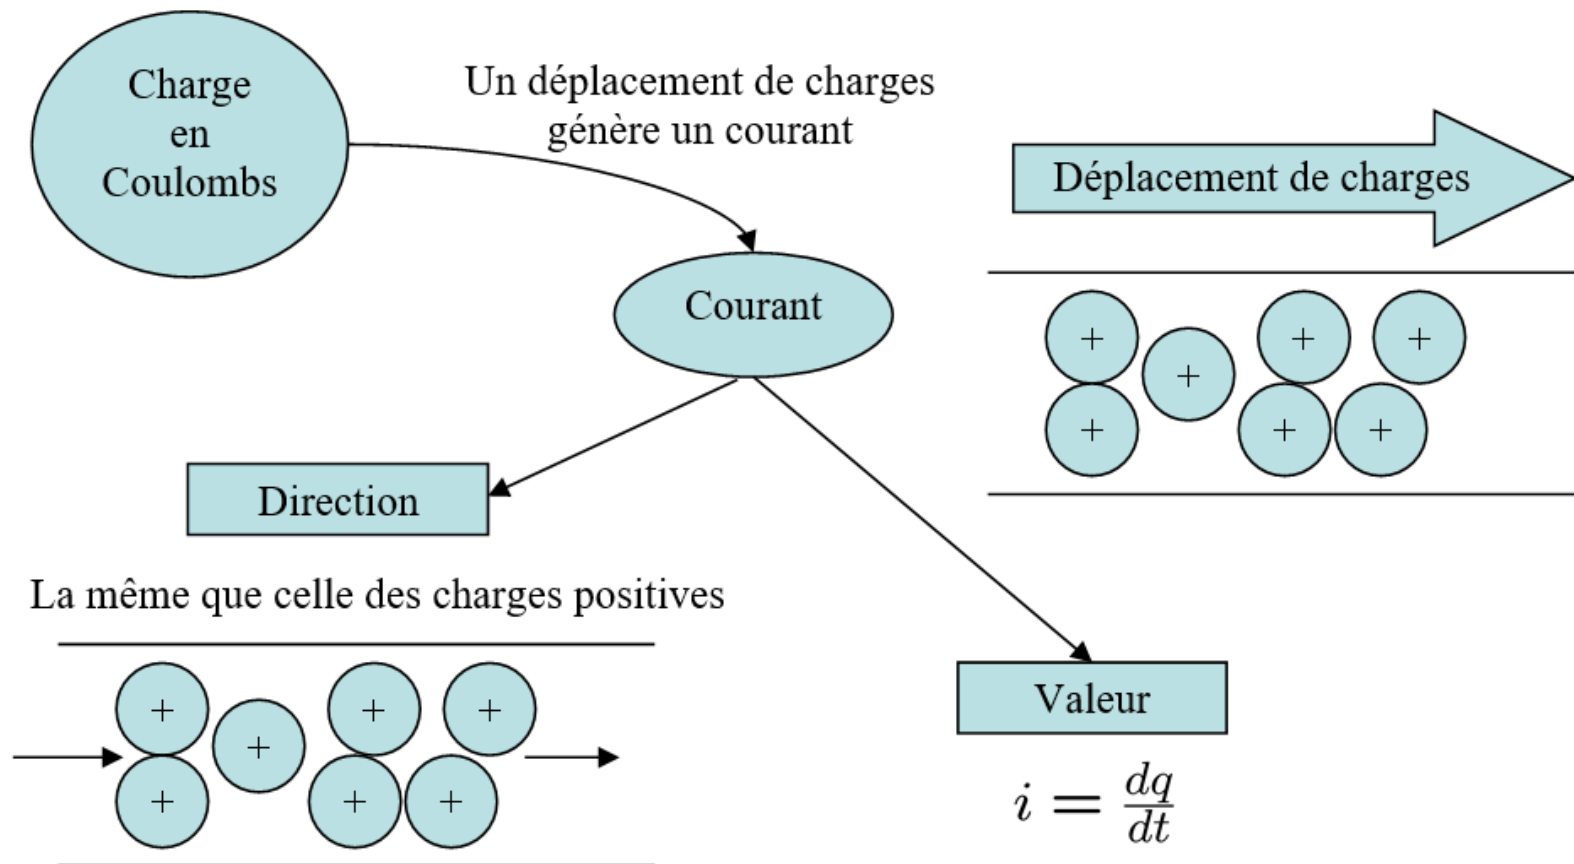 Charge
en
Coulombs
Un déplacement de charges
génère un courant
Déplacement de charges
Courant
+ + +
+
+ + +
Direction
La même que celle des charges positives
+ + +
+
+ + +
Valeur
i = dq/dt